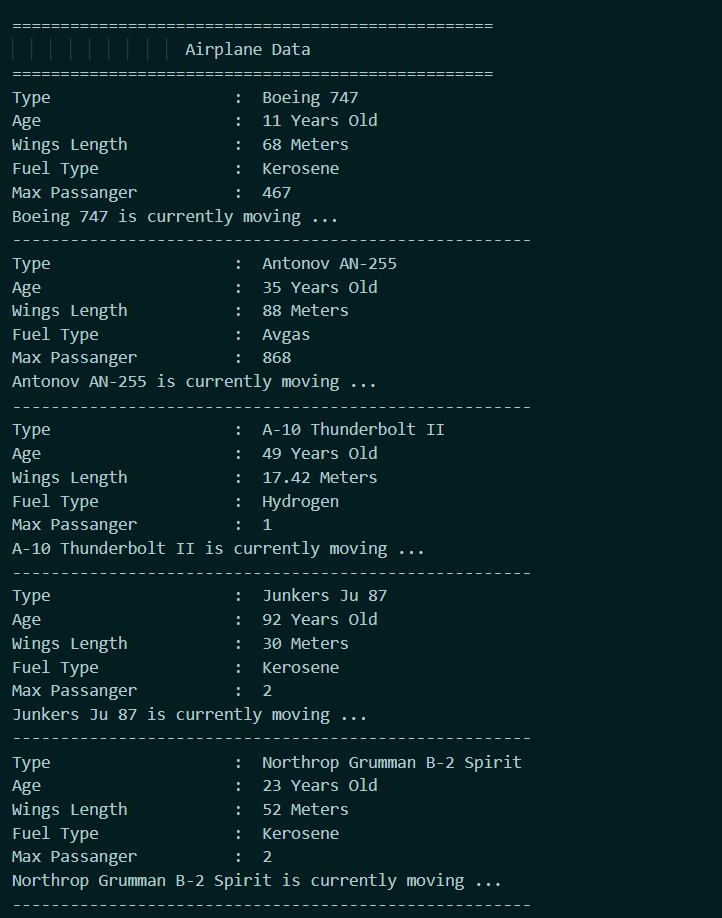 ==================================================
Airplane Data
==================================================
Type                   :  Boeing 747
Age                    :  11 Years Old
Wings Length           :  68 Meters
Fuel Type              :  Kerosene
Max Passanger          :  467
Boeing 747 is currently moving ...
------------------------------------------------------
Type                   :  Antonov AN-255
Age                    :  35 Years Old
Wings Length           :  88 Meters
Fuel Type              :  Avgas
Max Passanger          :  868
Antonov AN-255 is currently moving ...
------------------------------------------------------
Type                   :  A-10 Thunderbolt II
Age                    :  49 Years Old
Wings Length           :  17.42 Meters
Fuel Type              :  Hydrogen
Max Passanger          :  1
A-10 Thunderbolt II is currently moving ...
------------------------------------------------------
Type                   :  Junkers Ju 87
Age                    :  92 Years Old
Wings Length           :  30 Meters
Fuel Type              :  Kerosene
Max Passanger          :  2
Junkers Ju 87 is currently moving ...
------------------------------------------------------
Type                   :  Northrop Grumman B-2 Spirit
Age                    :  23 Years Old
Wings Length           :  52 Meters
Fuel Type              :  Kerosene
Max Passanger          :  2
Northrop Grumman B-2 Spirit is currently moving ...
------------------------------------------------------